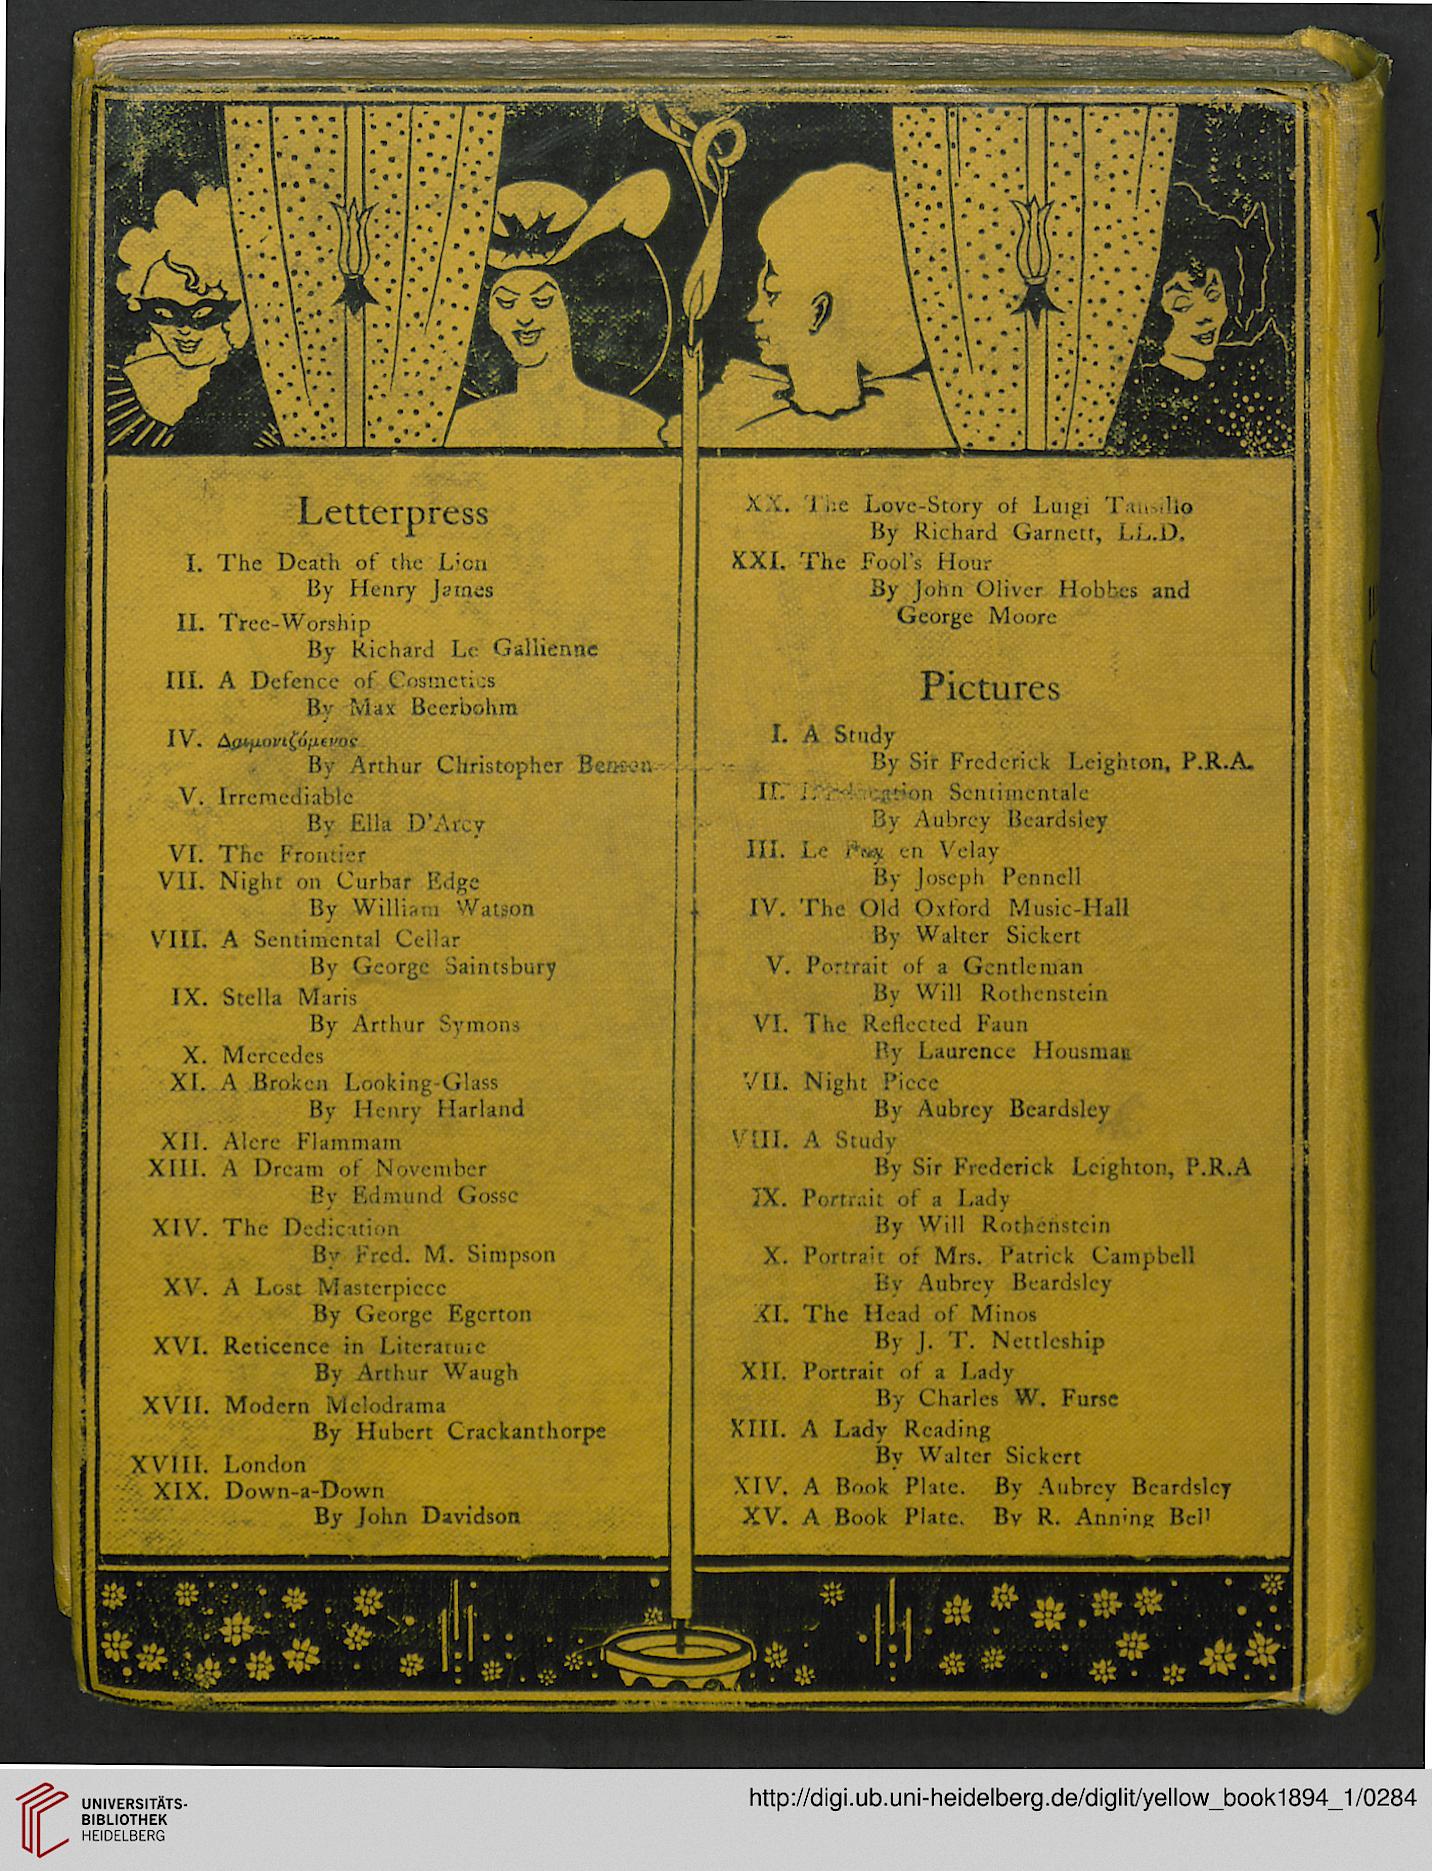 Letterpress
I. The Death of the Lion
By Henry James
II. Tree-Worship
By Richard Le Gallienne
III. A Defence of Cosmetics
By Max Beerbohm
IV. Δαιμονιζόμενος
By Arthur Christopher Benson
V. Irremediable
By Ella D'Arcy
VI. The Frontier
VII. Night on Curbar Edge
By William Watson
VIII. A Sentimental Cellar
By George Saintsbury
IX. Stella Maris
By Arthur Symons
X. Mercedes
XI. A Broken Looking-Glass
By Henry Harland
XII. Alere Flammam
XIII. A Dream of November
By Edmund Gosse
XIV. The Dedication
By Fred. M. Simpson
XV. A Lost Masterpiece
By George Egerton
XVI. Reticence in Literature
By Arthur Waugh
XVII. Modern Melodrama
By Hubert Crackanthorpe
XVIII. London
XIX. Down-a-Down
By John Davidson
XX. The Love-Story of Luigi Tansillo
By Richard Garnett, LL.D.
XXI. The Fool's Hour
By John Oliver Hobbes and
George Moore
Pictures
I. A Study
By Sir Frederick Leighton, P.R.A.
II. Sentimentale
By Aubrey Beardsley
III. Le Puy en Velay
By Joseph Pennell
IV. The Old Oxford Music-Hall
By Walter Sickert
V. Portrait of a Gentleman
By Will Rothenstein
VI. The Reflected Faun
By Laurence Housman
VII. Night Piece
By Aubrey Beardsley
VIII. A Study
By Sir Frederick Leighton, P.R.A
IX. Portrait of a Lady
By Will Rothenstein
X. Portrait of Mrs. Patrick Campbell
By Aubrey Beardsley
XI. The Head of Minos
By J. T. Nettleship
XII. Portrait of a Lady
By Charles W. Furse
XIII. A Lady Reading
By Walter Sickert
XIV. A Book Plate. By Aubrey Beardsley
XV. A Book Plate. By R. Anning Bell
UNIVERSITÄTS-
BIBLIOTHEK
HEIDELBERG
http://digi.ub.uni-heidelberg.de/diglit/yellow_book1894_1/0284